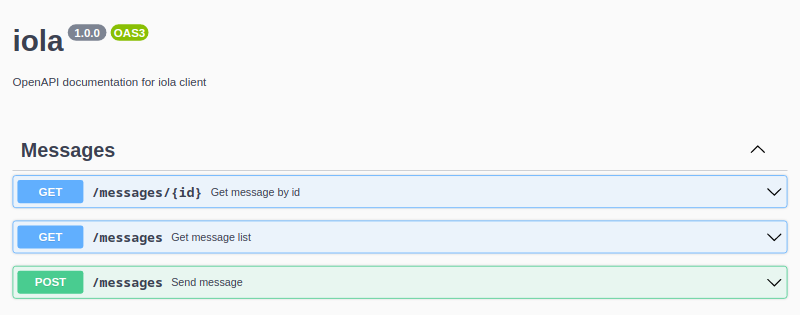 iola 1.0.0 OAS3
OpenAPI documentation for iola client
Messages
GET /messages/{id} Get message by id
GET /messages Get message list
POST /messages Send message